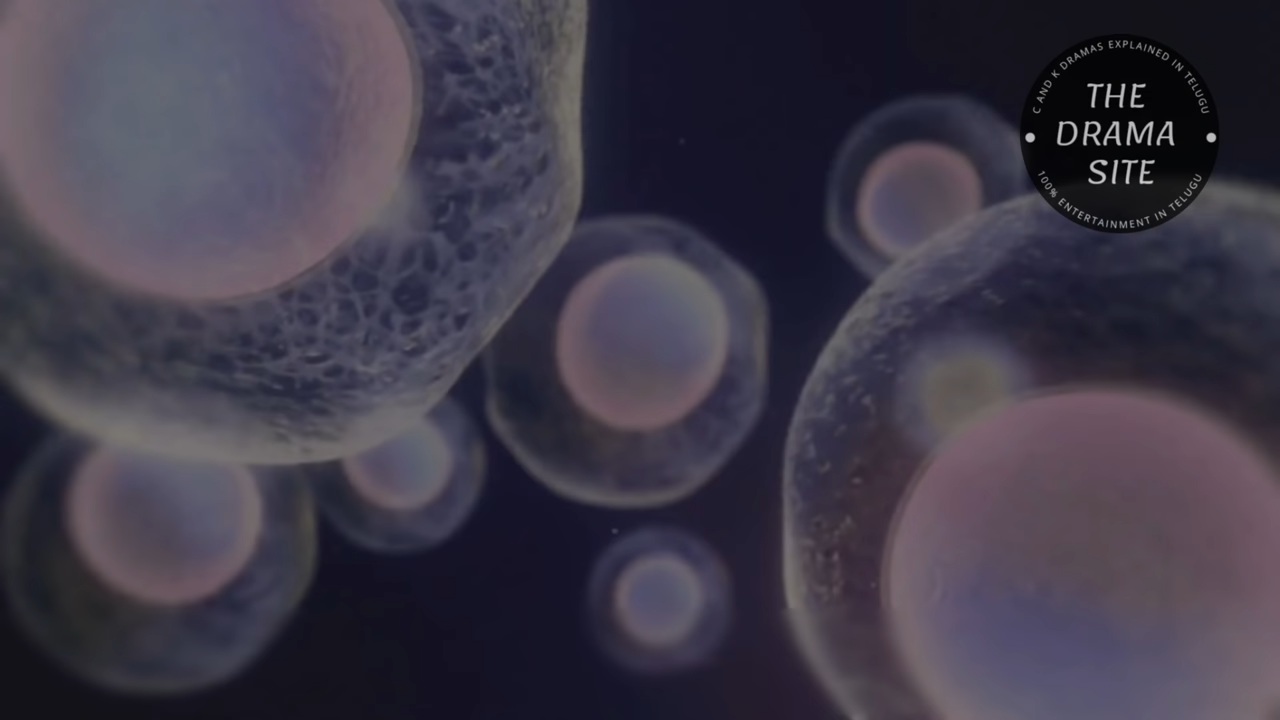 C AND K DRAMAS EXPLAINED IN TELUGU
THE
DRAMA
SITE
100% ENTERTAINMENT IN TELUGU